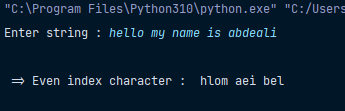 "C:\Program Files\Python310\python.exe" "C:/Users
Enter string : hello my name is abdeali
=> Even index character :  hlom aei bel